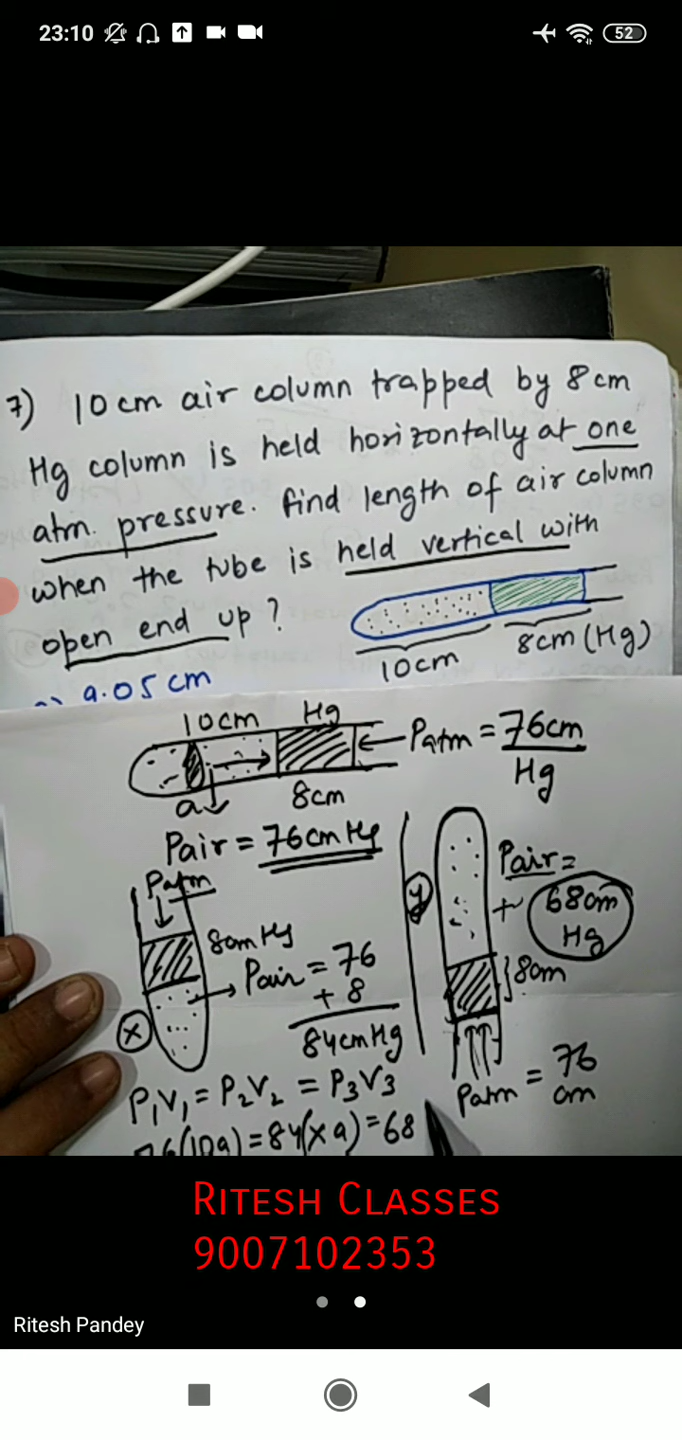 23:10
52
7) 10 cm air column trapped by 8 cm
Hg column is held horizontally at one
atm. pressure. find length of air column
when the tube is held vertical with
open end up?
10cm
8cm (Hg)
9.05 cm
10cm Hg
Patm = 76cm
Hg
a
8cm
Pair = 76cm Hg
Patm
8cm Hg
Pair = 76
+ 8
84cmHg
x
y
Pair =
68cm
Hg
8cm
Patm = 76
cm
P1V1 = P2V2 = P3V3
76(10a) = 84(x a) = 68
RITESH CLASSES
9007102353
Ritesh Pandey